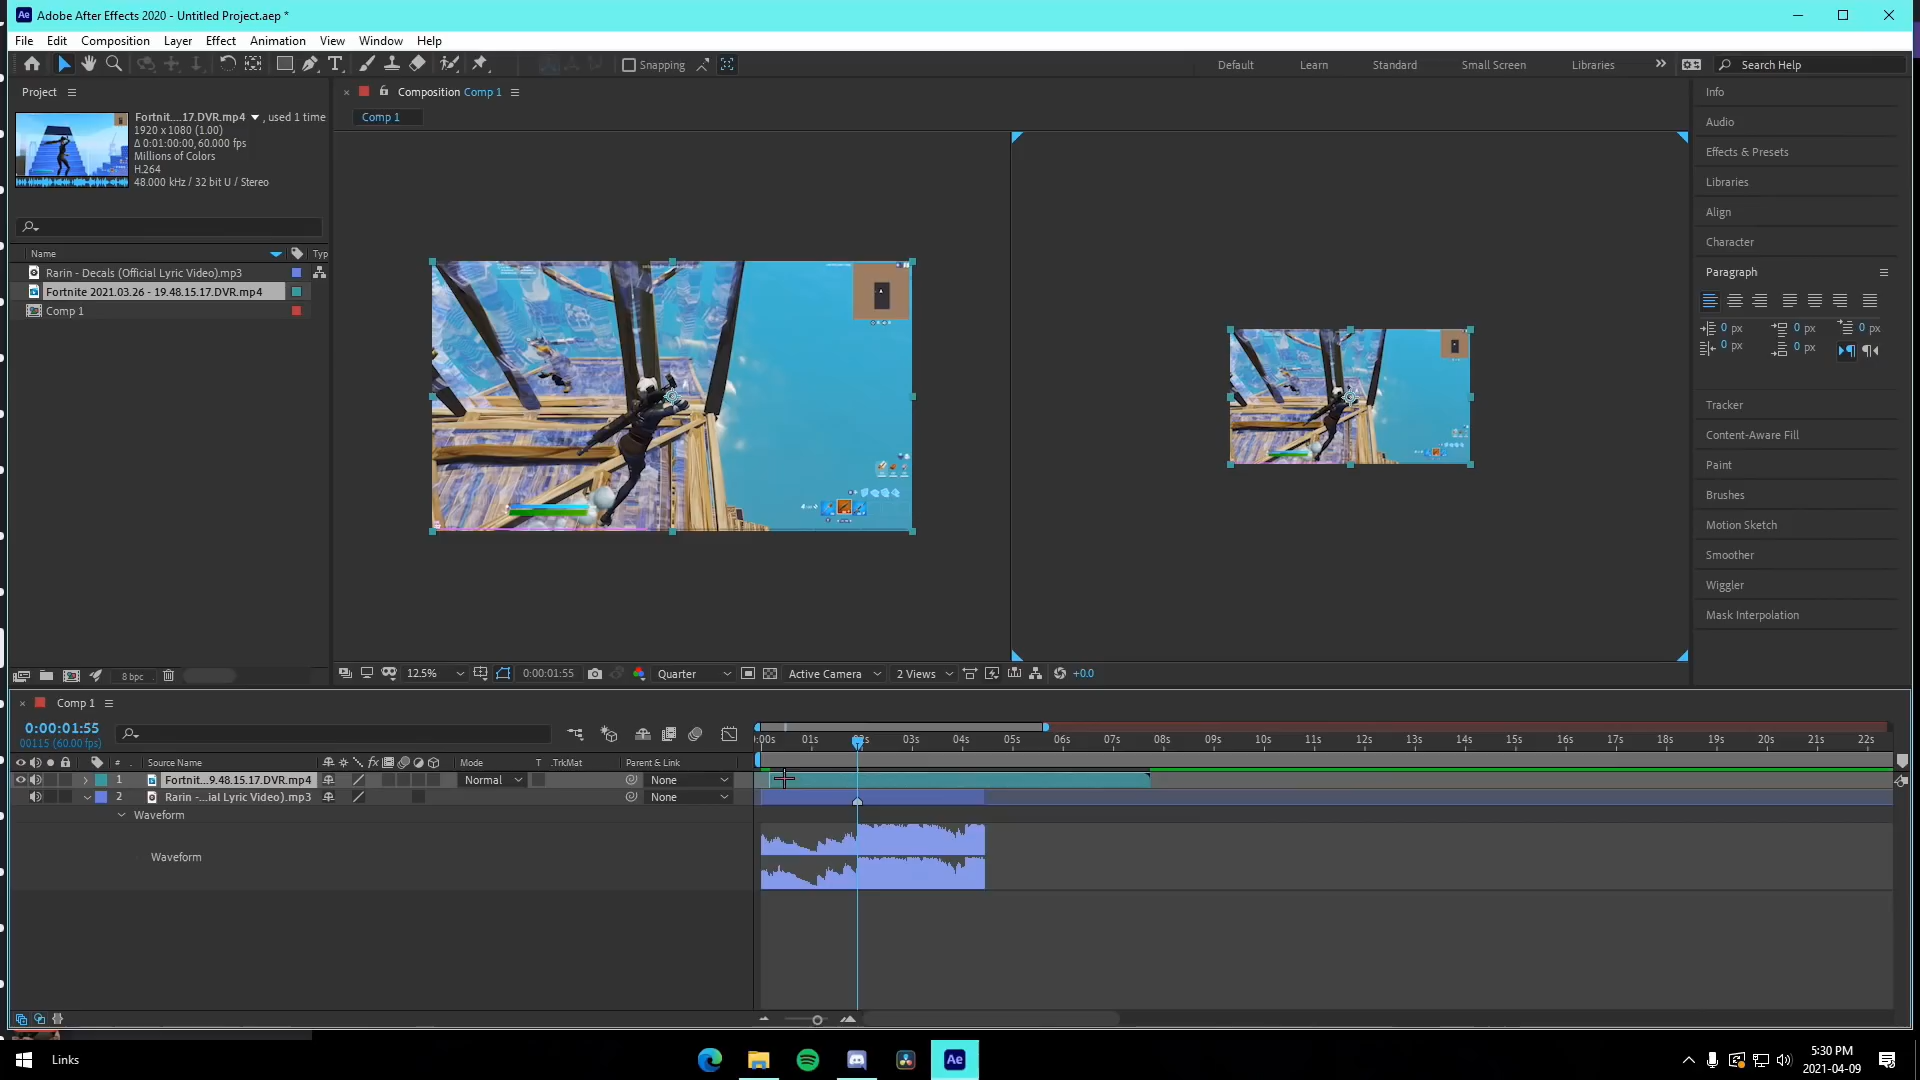 Adobe After Effects 2020 - Untitled Project.aep *
File Edit Composition Layer Effect Animation View Window Help
Snapping Default Learn Standard Small Screen Libraries Search Help
Project
Composition Comp 1
Comp 1
Fortnit....17.DVR.mp4 , used 1 time
1920 x 1080 (1.00)
Δ 0:01:00:00, 60.000 fps
Millions of Colors
H.264
48.000 kHz / 32 bit U / Stereo
Name Typ
Rarin - Decals (Official Lyric Video).mp3
Fortnite 2021.03.26 - 19.48.15.17.DVR.mp4
Comp 1
Info
Audio
Effects & Presets
Libraries
Align
Character
Paragraph
0 px 0 px 0 px
0 px 0 px
Tracker
Content-Aware Fill
Paint
Brushes
Motion Sketch
Smoother
Wiggler
Mask Interpolation
8 bpc
12.5% 0:00:01:55 Quarter Active Camera 2 Views +0.0
Comp 1
0:00:01:55
00115 (60.00 fps)
:00s 01s 02s 03s 04s 05s 06s 07s 08s 09s 10s 11s 12s 13s 14s 15s 16s 17s 18s 19s 20s 21s 22s
# Source Name Mode T .TrkMat Parent & Link
1 Fortnit...9.48.15.17.DVR.mp4 Normal None
2 Rarin -...ial Lyric Video).mp3 None
Waveform
Waveform
Links
Ae
5:30 PM
2021-04-09